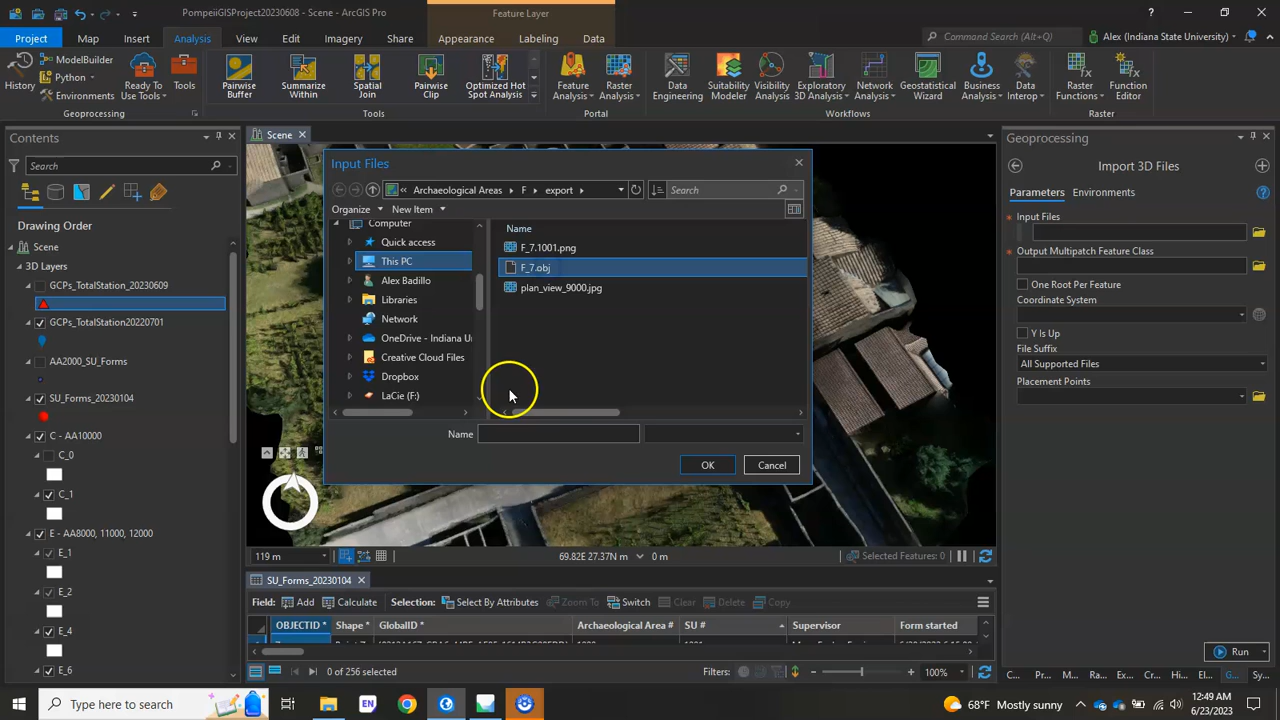 PompeiiGISProject20230608 - Scene - ArcGIS Pro
Feature Layer
Project Map Insert Analysis View Edit Imagery Share Appearance Labeling Data
Command Search (Alt+Q)
Alex (Indiana State University)
History
ModelBuilder
Python
Environments
Ready To Use Tools
Tools
Pairwise Buffer
Summarize Within
Spatial Join
Pairwise Clip
Optimized Hot Spot Analysis
Feature Analysis
Raster Analysis
Data Engineering
Suitability Modeler
Visibility Analysis
Exploratory 3D Analysis
Network Analysis
Geostatistical Wizard
Business Analysis
Data Interop
Raster Functions
Function Editor
Geoprocessing
Tools
Portal
Workflows
Raster
Contents
Search
Drawing Order
Scene
3D Layers
GCPs_TotalStation_20230609
GCPs_TotalStation20220701
AA2000_SU_Forms
SU_Forms_20230104
C - AA10000
C_0
C_1
E - AA8000, 11000, 12000
E_1
E_2
E_4
E_6
Scene
Input Files
Archaeological Areas F export
Search
Organize New Item
Computer
Quick access
This PC
Alex Badillo
Libraries
Network
OneDrive - Indiana U
Creative Cloud Files
Dropbox
LaCie (F:)
Name
F_7.1001.png
F_7.obj
plan_view_9000.jpg
Name
OK Cancel
119 m
69.82E 27.37N m 0 m
Selected Features: 0
SU_Forms_20230104
Field: Add Calculate Selection: Select By Attributes Zoom To Switch Clear Delete Copy
OBJECTID * Shape * GlobalID * Archaeological Area # SU # Supervisor Form started
0 of 256 selected
Filters:
100%
Geoprocessing
Import 3D Files
Parameters Environments
* Input Files
* Output Multipatch Feature Class
One Root Per Feature
Coordinate System
Y Is Up
File Suffix
All Supported Files
Placement Points
Run
C... Pr... M... Ra... Ex... Cr... Hi... El... G... Sy...
Type here to search
EN
68°F Mostly sunny
12:49 AM
6/23/2023